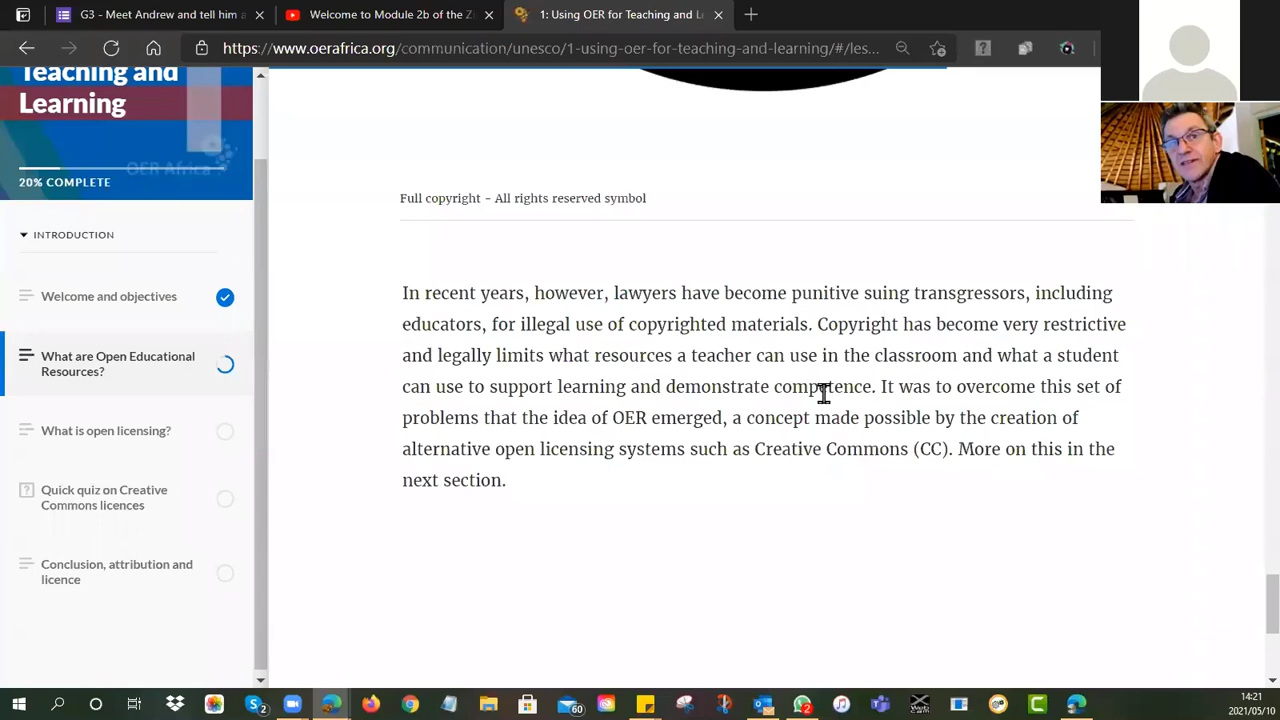 G3 - Meet Andrew and tell him a
Welcome to Module 2b of the Z
1: Using OER for Teaching and Le
https://www.oerafrica.org/communication/unesco/1-using-oer-for-teaching-and-learning/#/les...
Teaching and
Learning
OER Africa
20% COMPLETE
INTRODUCTION
Welcome and objectives
What are Open Educational
Resources?
What is open licensing?
Quick quiz on Creative
Commons licences
Conclusion, attribution and
licence
Full copyright - All rights reserved symbol
In recent years, however, lawyers have become punitive suing transgressors, including
educators, for illegal use of copyrighted materials. Copyright has become very restrictive
and legally limits what resources a teacher can use in the classroom and what a student
can use to support learning and demonstrate competence. It was to overcome this set of
problems that the idea of OER emerged, a concept made possible by the creation of
alternative open licensing systems such as Creative Commons (CC). More on this in the
next section.
2
60
2
14:21
2021/05/10